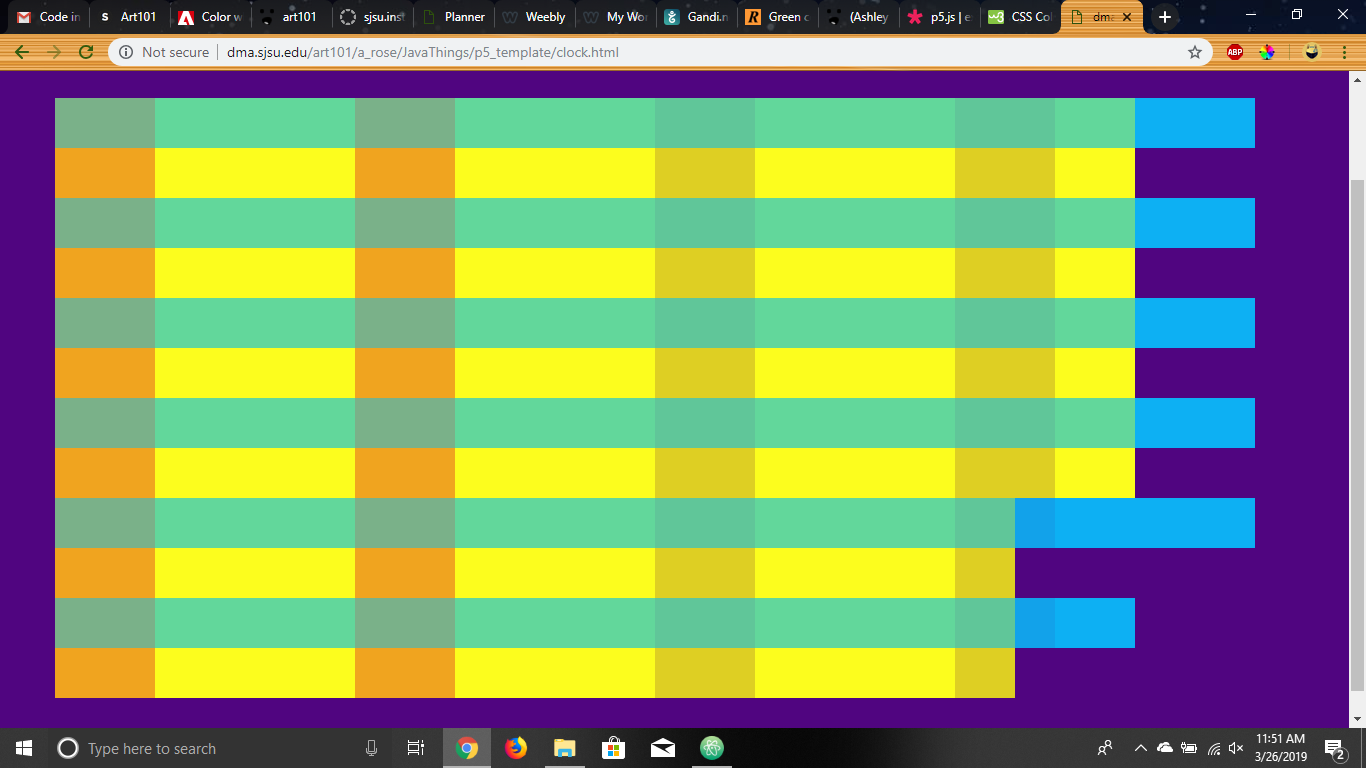 Code in
Art101
Color w
art101
sjsu.inst
Planner
Weebly
My Wor
Gandi.n
Green c
(Ashley
p5.js | e
CSS Col
dma
Not secure
dma.sjsu.edu/art101/a_rose/JavaThings/p5_template/clock.html
ABP
Type here to search
11:51 AM
3/26/2019
2